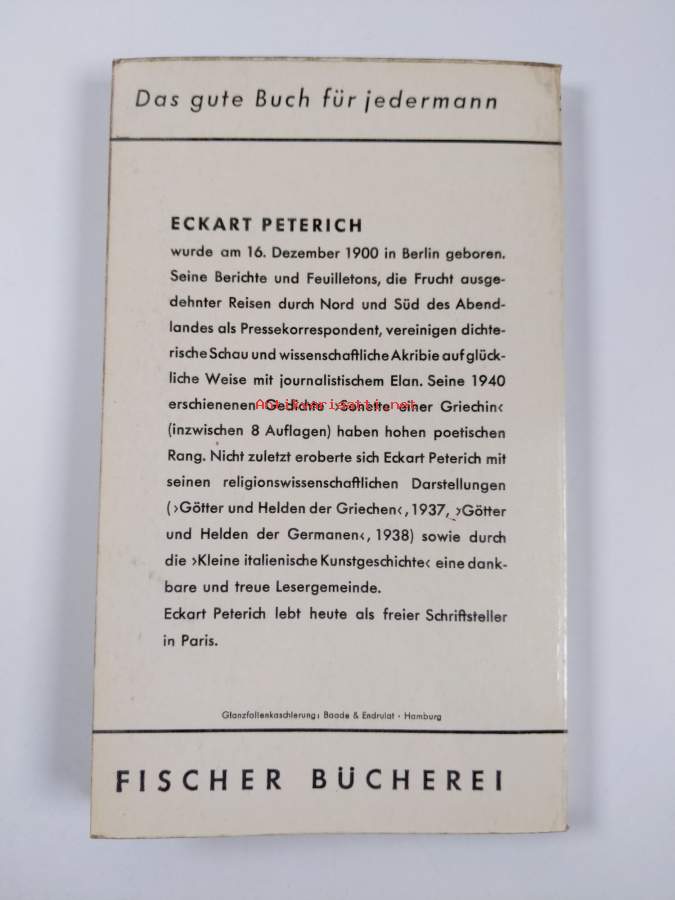 Das gute Buch für jedermann
ECKART PETERICH
wurde am 16. Dezember 1900 in Berlin geboren.
Seine Berichte und Feuilletons, die Frucht ausge-
dehnter Reisen durch Nord und Süd des Abend-
landes als Pressekorrespondent, vereinigen dichte-
rische Schau und wissenschaftliche Akribie auf glück-
liche Weise mit journalistischem Elan. Seine 1940
erschienenen Gedichte ›Sonette einer Griechin‹
(inzwischen 8 Auflagen) haben hohen poetischen
Rang. Nicht zuletzt eroberte sich Eckart Peterich mit
seinen religionswissenschaftlichen Darstellungen
(›Götter und Helden der Griechen‹, 1937, ›Götter
und Helden der Germanen‹, 1938) sowie durch
die ›Kleine italienische Kunstgeschichte‹ eine dank-
bare und treue Lesergemeinde.
Eckart Peterich lebt heute als freier Schriftsteller
in Paris.
Glanzfolienkaschierung: Baade & Endrulat · Hamburg
FISCHER BÜCHEREI